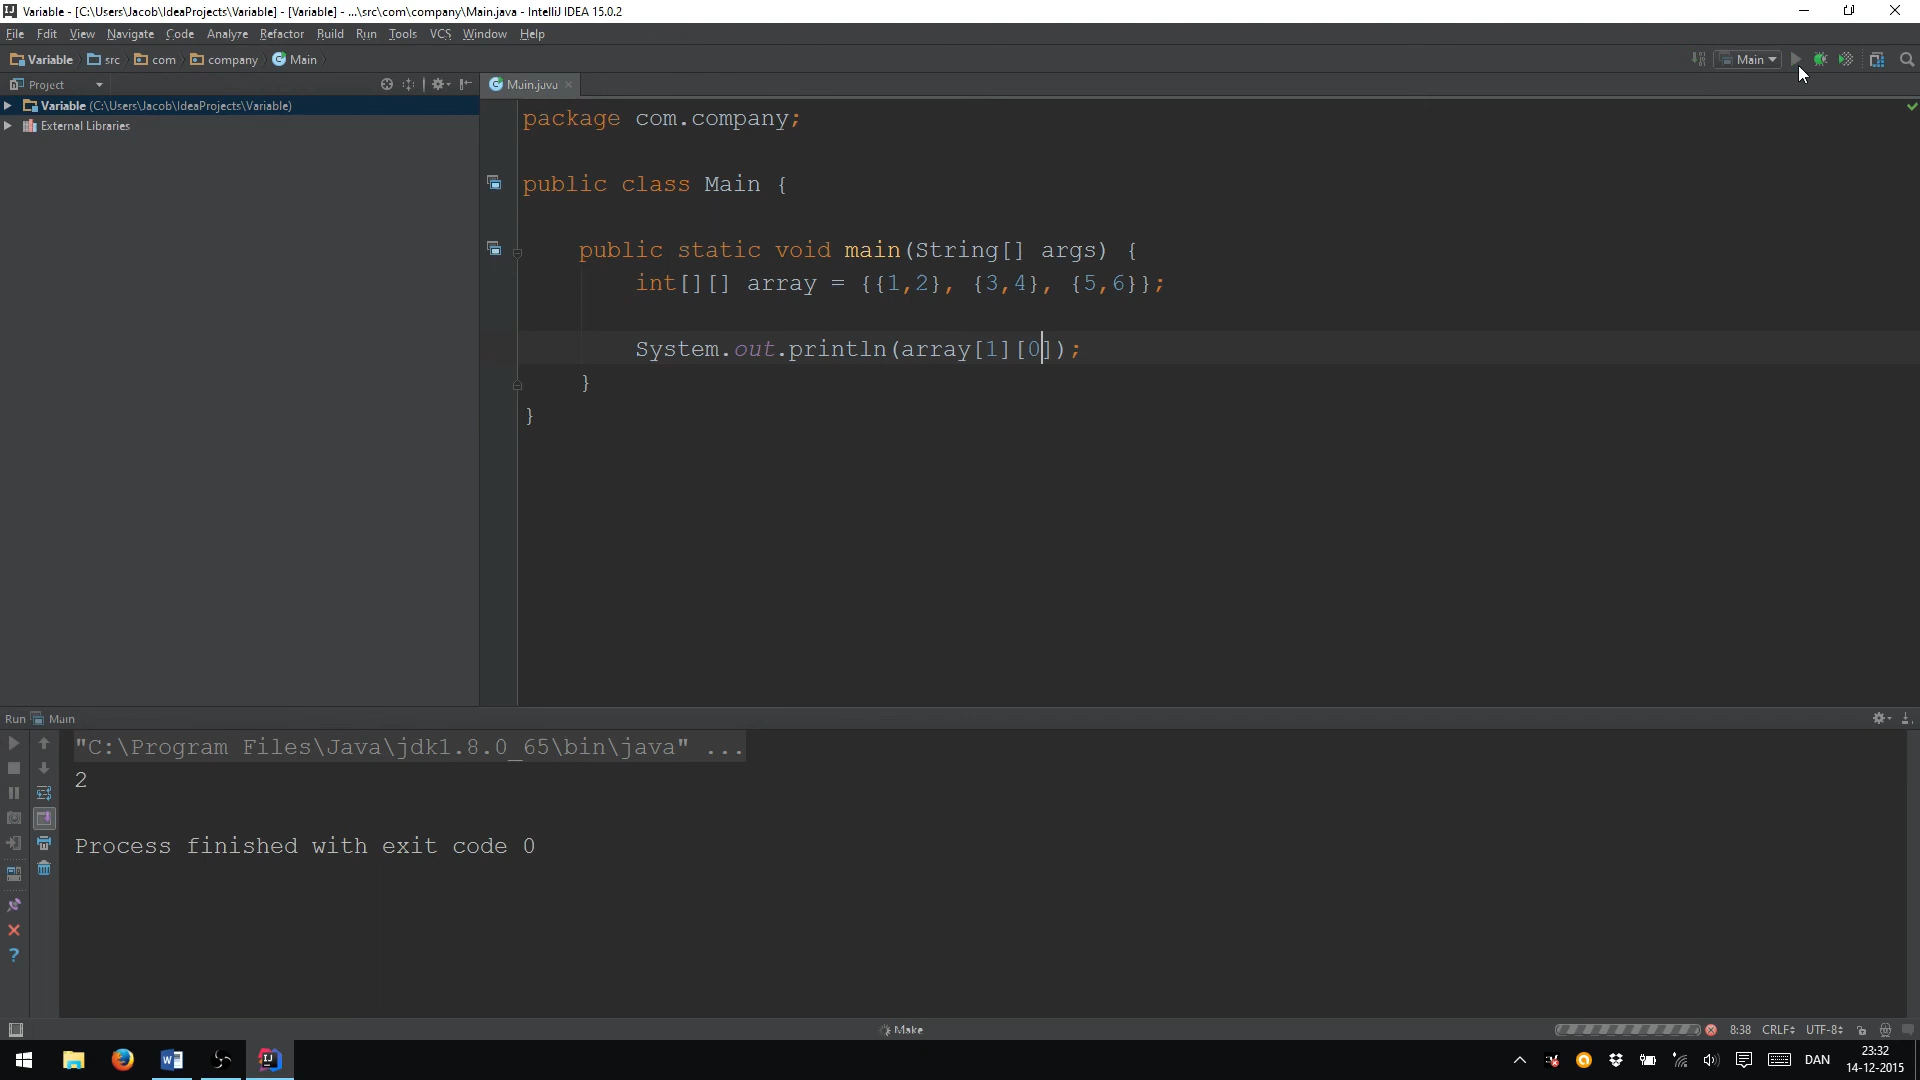 Variable - [C:\Users\Jacob\IdeaProjects\Variable] - [Variable] - ...\src\com\company\Main.java - IntelliJ IDEA 15.0.2
File Edit View Navigate Code Analyze Refactor Build Run Tools VCS Window Help
Variable src com company Main
Main
Project
Main.java
Variable (C:\Users\Jacob\IdeaProjects\Variable)
External Libraries
package com.company;
public class Main {
public static void main(String[] args) {
int[][] array = {{1,2}, {3,4}, {5,6}};
System.out.println(array[1][0]);
}
}
Run Main
"C:\Program Files\Java\jdk1.8.0_65\bin\java" ...
2
Process finished with exit code 0
Make
8:38 CRLF UTF-8
DAN
23:32
14-12-2015